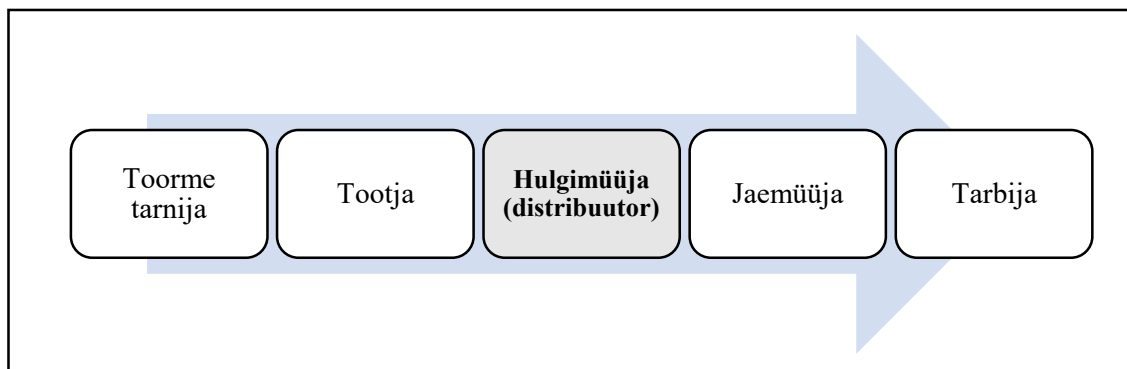 Toorme
tarnija
Tootja
Hulgimüüja
(distribuutor)
Jaemüüja
Tarbija